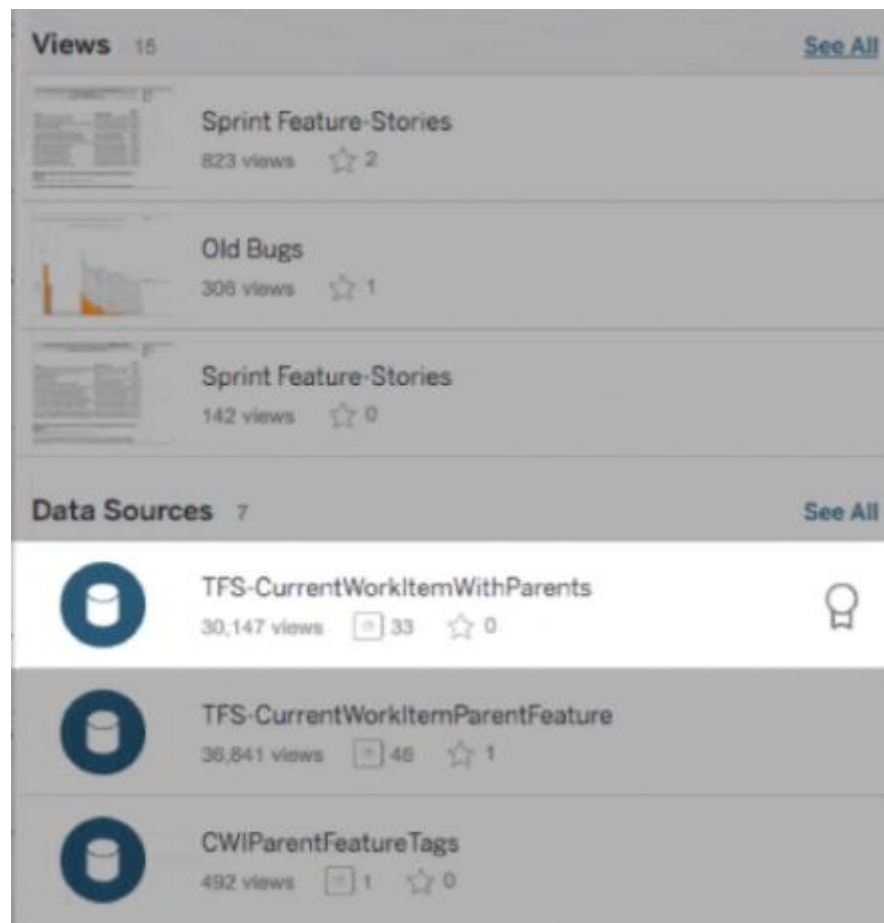 Views 15 See All
Sprint Feature-Stories
823 views 2
Old Bugs
306 views 1
Sprint Feature-Stories
142 views 0
Data Sources 7 See All
TFS-CurrentWorkItemWithParents
30,147 views 33 0
TFS-CurrentWorkItemParentFeature
36,841 views 46 1
CWIParentFeatureTags
492 views 1 0